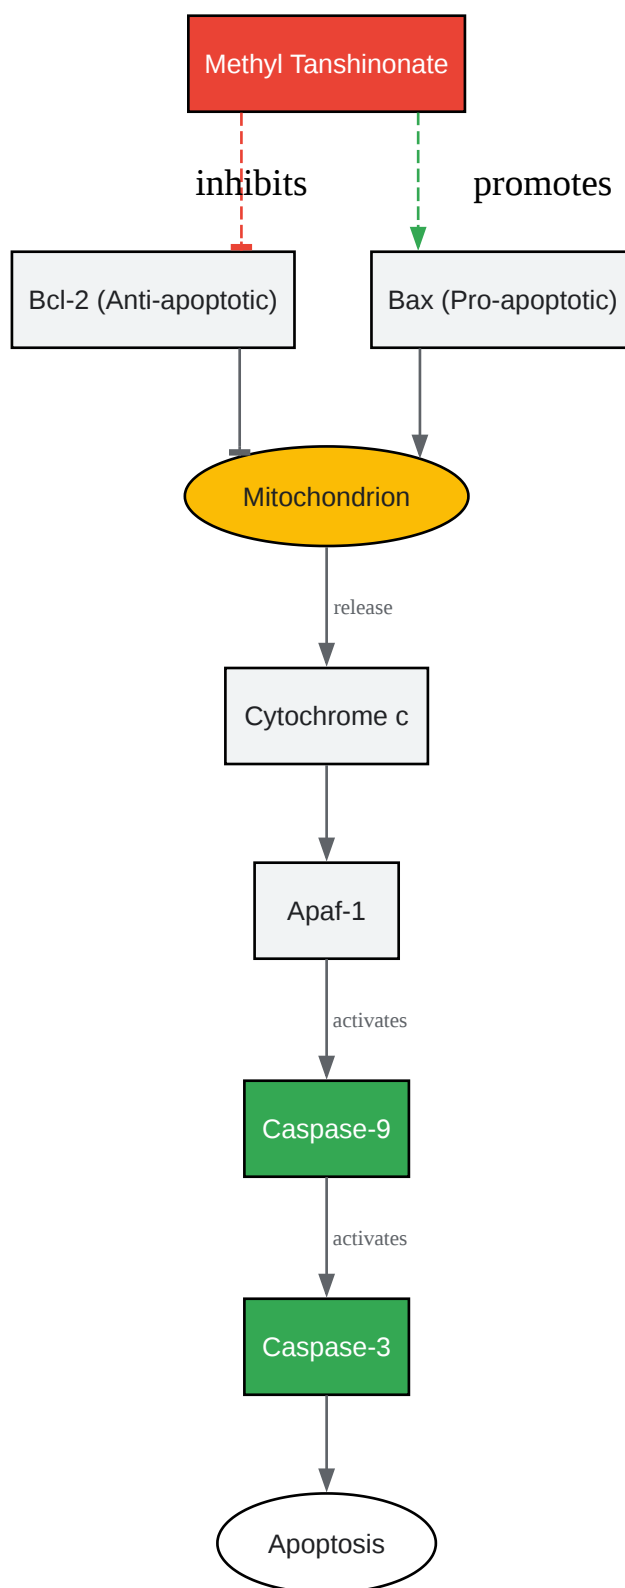 Methyl Tanshinonate
inhibits
promotes
Bcl-2 (Anti-apoptotic)
Bax (Pro-apoptotic)
Mitochondrion
release
Cytochrome c
Apaf-1
activates
Caspase-9
activates
Caspase-3
Apoptosis